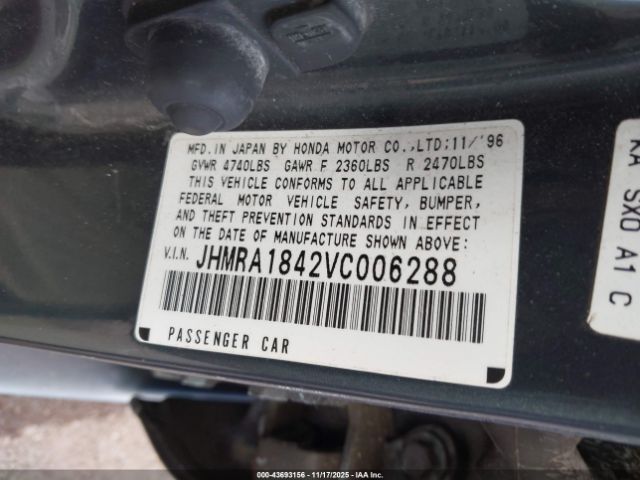 MFD. IN JAPAN BY HONDA MOTOR CO.,LTD;11/'96
GVWR 4740LBS GAWR F 2360LBS R 2470LBS
THIS VEHICLE CONFORMS TO ALL APPLICABLE
FEDERAL MOTOR VEHICLE SAFETY, BUMPER,
AND THEFT PREVENTION STANDARDS IN EFFECT
ON THE DATE OF MANUFACTURE SHOWN ABOVE:
V.I.N. JHMRA1842VC006288
PASSENGER CAR
KA SX0 A1 C
000-43693156 - 11/17/2025 - IAA Inc.